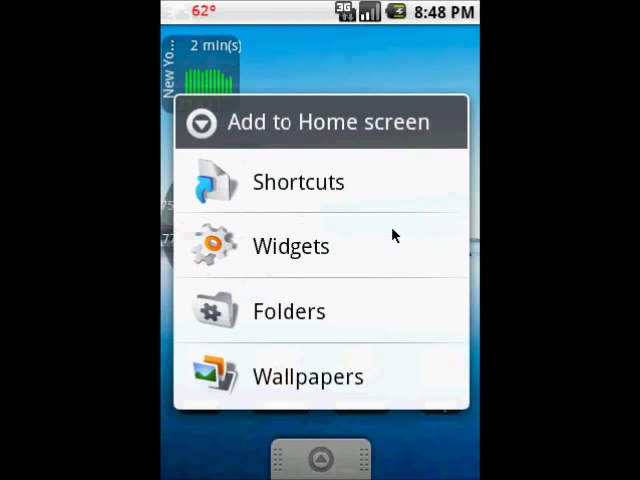 62° 3G 8:48 PM
New Yo... 2 min(s)
Add to Home screen
Shortcuts
Widgets
Folders
Wallpapers